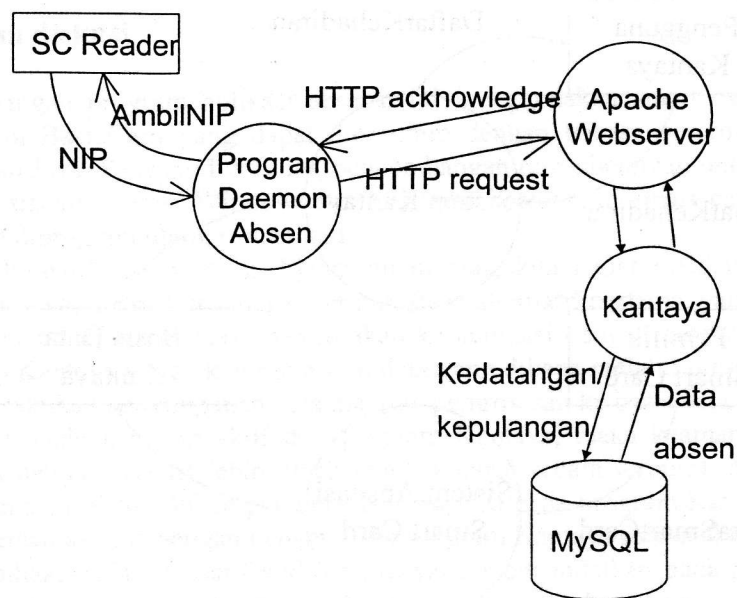 SC Reader
AmbilNIP
NIP
Program
Daemon
Absen
HTTP acknowledge
HTTP request
Apache
Webserver
Kantaya
Kedatangan/
kepulangan
Data
absen
MySQL